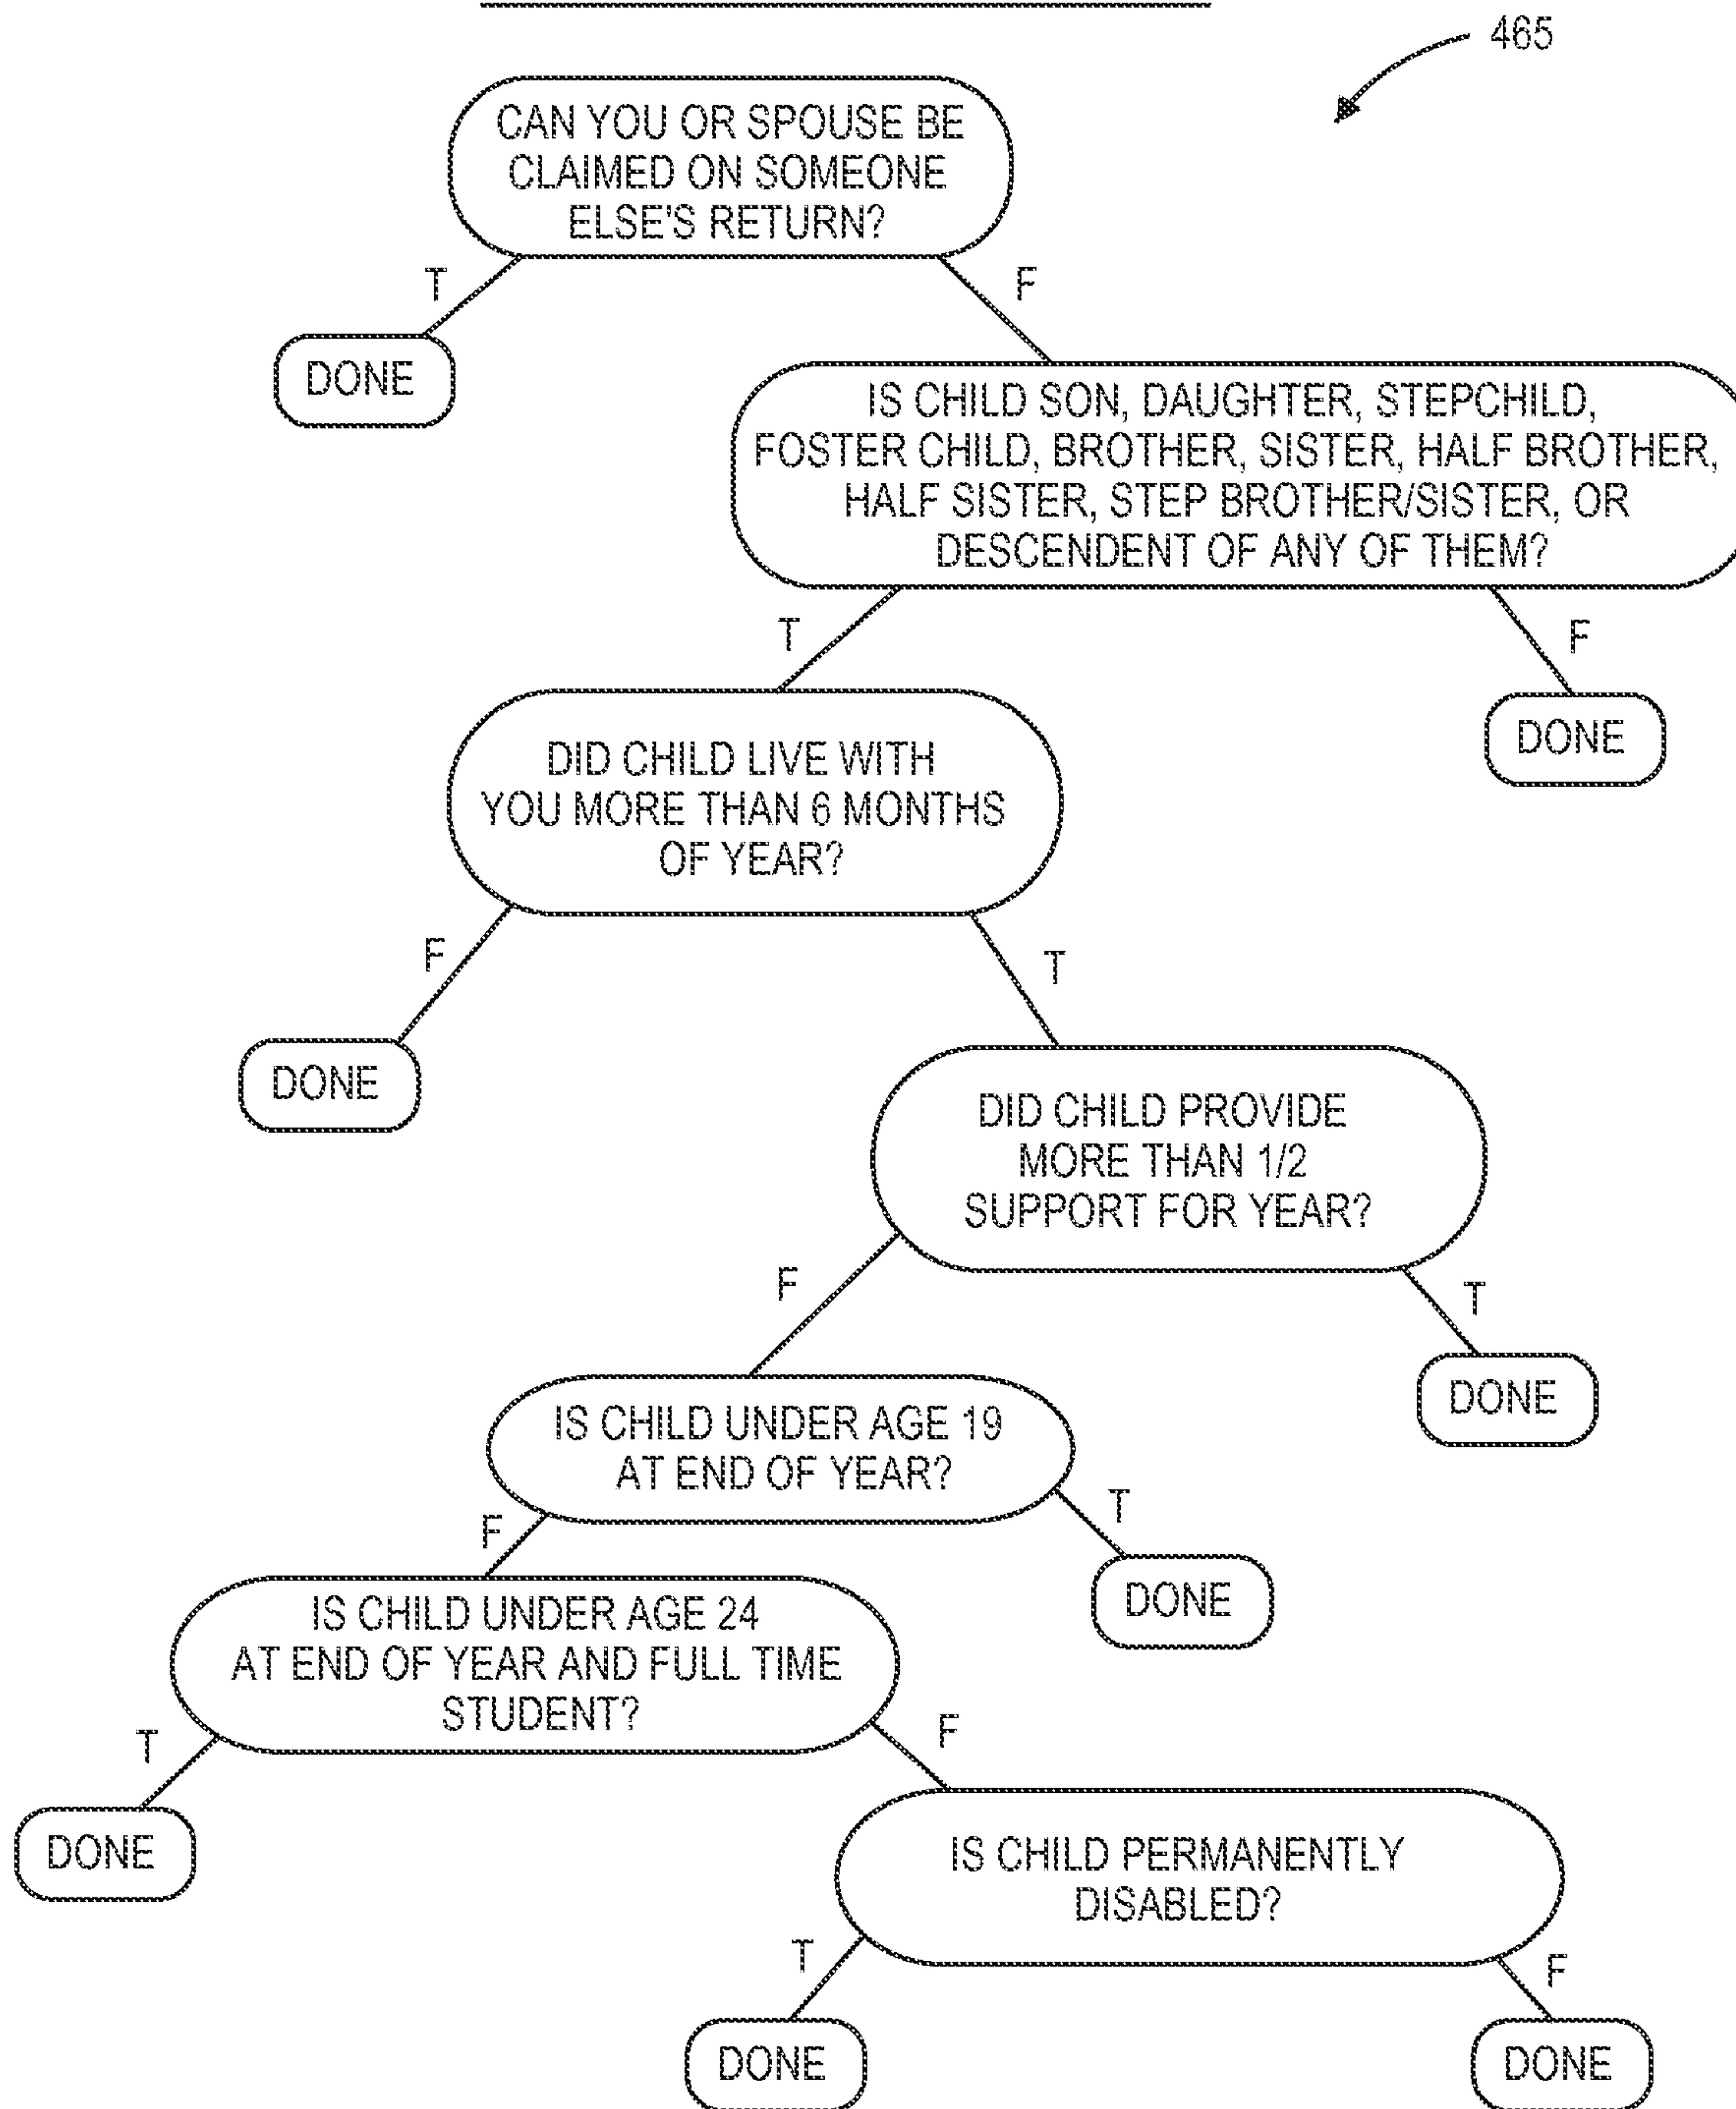 465
CAN YOU OR SPOUSE BE
CLAIMED ON SOMEONE
ELSE'S RETURN?
T
F
DONE
IS CHILD SON, DAUGHTER, STEPCHILD,
FOSTER CHILD, BROTHER, SISTER, HALF BROTHER,
HALF SISTER, STEP BROTHER/SISTER, OR
DESCENDENT OF ANY OF THEM?
T
F
DID CHILD LIVE WITH
YOU MORE THAN 6 MONTHS
OF YEAR?
DONE
F
T
DONE
DID CHILD PROVIDE
MORE THAN 1/2
SUPPORT FOR YEAR?
F
T
DONE
IS CHILD UNDER AGE 19
AT END OF YEAR?
F
T
DONE
IS CHILD UNDER AGE 24
AT END OF YEAR AND FULL TIME
STUDENT?
T
F
DONE
IS CHILD PERMANENTLY
DISABLED?
T
F
DONE
DONE